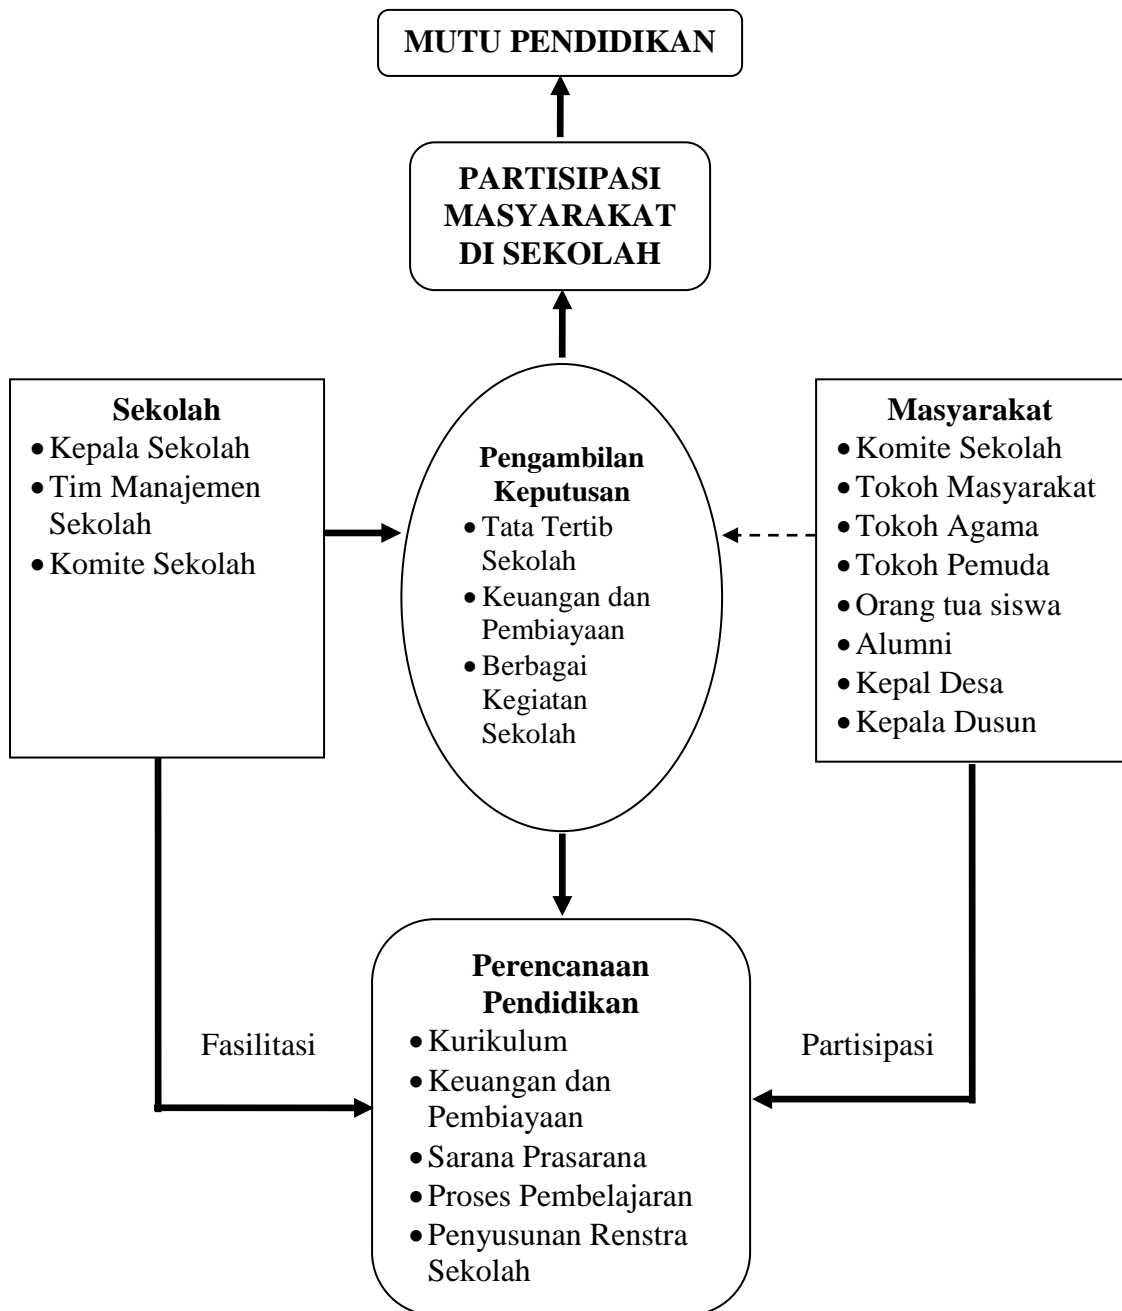 MUTU PENDIDIKAN
PARTISIPASI
MASYARAKAT
DI SEKOLAH
Sekolah
• Kepala Sekolah
• Tim Manajemen
Sekolah
• Komite Sekolah
Pengambilan
Keputusan
• Tata Tertib
Sekolah
• Keuangan dan
Pembiayaan
• Berbagai
Kegiatan
Sekolah
Masyarakat
• Komite Sekolah
• Tokoh Masyarakat
• Tokoh Agama
• Tokoh Pemuda
• Orang tua siswa
• Alumni
• Kepal Desa
• Kepala Dusun
Fasilitasi
Perencanaan
Pendidikan
• Kurikulum
• Keuangan dan
Pembiayaan
• Sarana Prasarana
• Proses Pembelajaran
• Penyusunan Renstra
Sekolah
Partisipasi